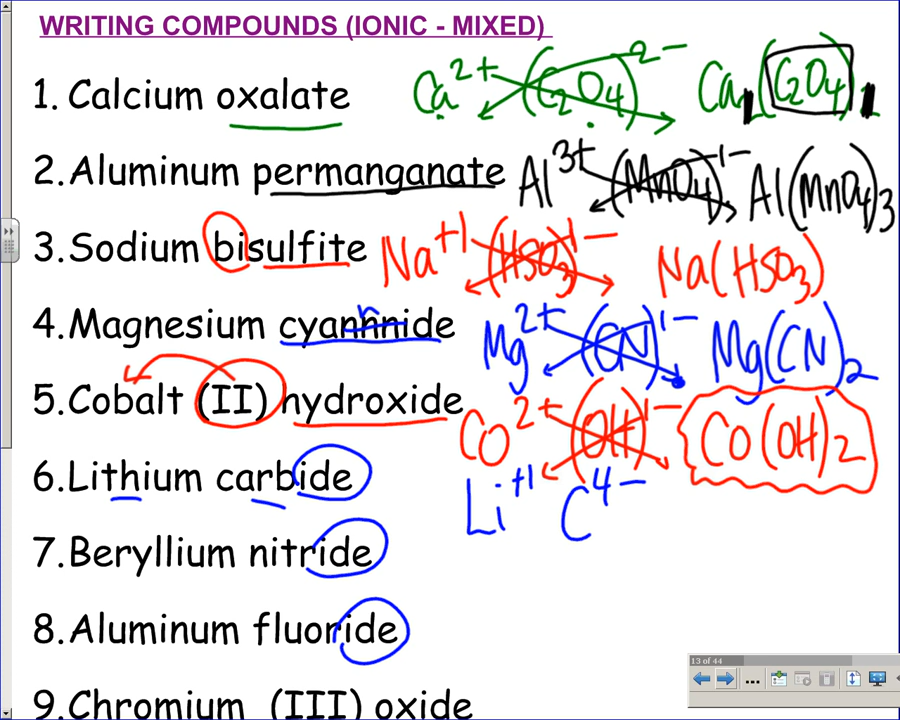 WRITING COMPOUNDS (IONIC - MIXED)
1. Calcium oxalate Ca2+ (C2O4)2- Ca (C2O4)
2. Aluminum permanganate Al3+ (MnO4)1- Al(MnO4)3
3. Sodium bisulfite Na+1 (HSO3)1- Na(HSO3)
4. Magnesium cyannide Mg2+ (CN)1- Mg(CN)2
5. Cobalt (II) hydroxide Co2+ (OH)1- Co(OH)2
6. Lithium carbide Li+1 C4-
7. Beryllium nitride
8. Aluminum fluoride
9. Chromium (III) oxide
13 of 44